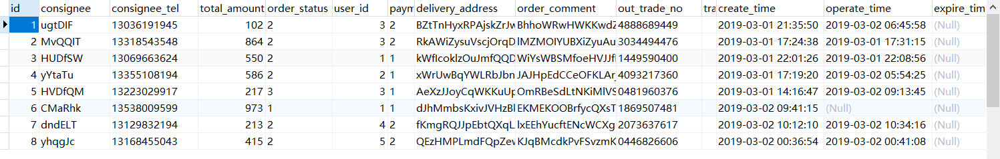 id consignee consignee_tel total_amount order_status user_id paym delivery_address order_comment out_trade_no tra create_time operate_time expire_tim
1 ugtDIF 13036191945 102 2 3 2 BZtTnHyxRPAjskZrJw BhhoWRwHWKKwdZ 4888689449 2019-03-01 21:35:50 2019-03-02 06:45:58 (Null)
2 MvQQIT 13318543548 864 2 3 2 RkAWiZysuVscjOrqD lMZMOIYUBXiZyuAu 3034494476 2019-03-01 17:24:38 2019-03-01 17:31:15 (Null)
3 HUDfSW 13069663624 550 2 1 1 kWfIcoklzOuJmfQQD WiYsWBSMfoeHVJJf 1449590400 2019-03-01 22:01:26 2019-03-01 22:08:56 (Null)
4 yYtaTu 13355108194 586 2 2 1 xWrUwBqYWLRbJbn JAJHpEdCCeOFKLAr 4093217360 2019-03-01 17:19:20 2019-03-02 05:54:25 (Null)
5 HVDfQM 13223029917 217 3 3 1 AeXzJJoyCqWKKuUp OmRBeSdLtNKiMlVS 0481960376 2019-03-01 14:16:47 2019-03-02 09:13:45 (Null)
6 CMaRhk 13538009599 973 1 1 1 dJhMmbsKxivJVHzBl EKMEKOOBrfycQXsT 1869507481 2019-03-02 09:41:15 (Null) (Null)
7 dndELT 13129832194 213 2 4 2 fKmgRQJJpEbtQXqL lxEEhYucftENcWCXg 2073637617 2019-03-02 10:12:10 2019-03-02 10:34:16 (Null)
8 yhqgJc 13168455043 415 2 5 2 QEzHMPLmdFQpZev KJqBMcdkPvFSvzmK 0446826606 2019-03-02 00:36:54 2019-03-02 00:41:08 (Null)